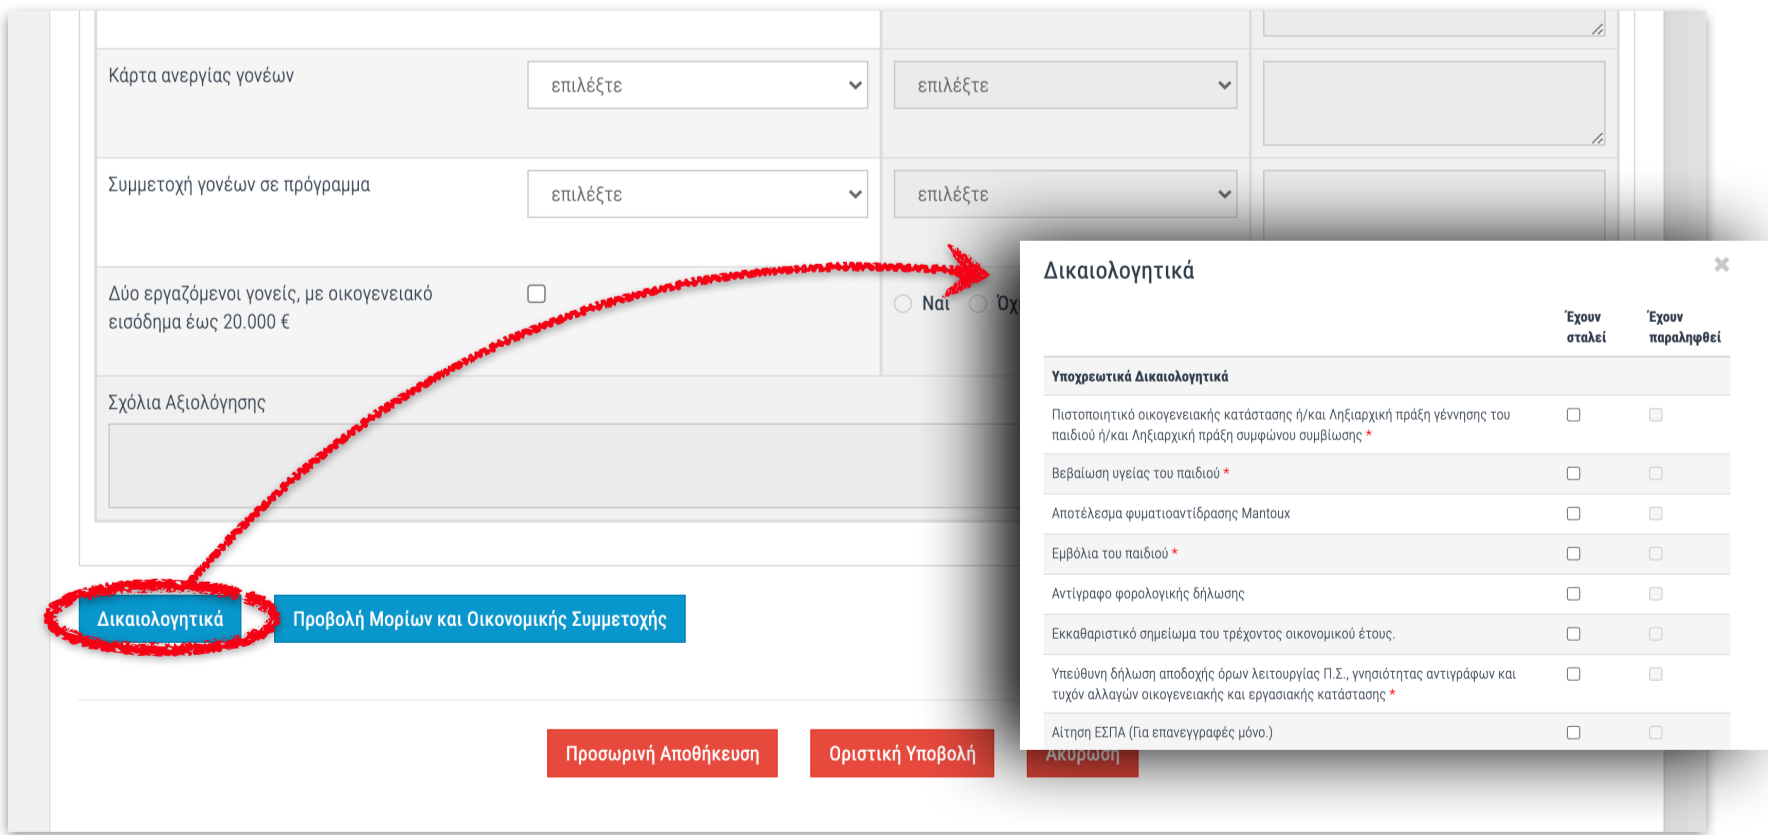 Κάρτα ανεργίας γονέων
επιλέξτε
επιλέξτε
Συμμετοχή γονέων σε πρόγραμμα
επιλέξτε
επιλέξτε
Δύο εργαζόμενοι γονείς, με οικογενειακό
εισόδημα έως 20.000 €
Ναι
Σχόλια Αξιολόγησης
Δικαιολογητικά
Προβολή Μορίων και Οικονομικής Συμμετοχής
Προσωρινή Αποθήκευση
Οριστική Υποβολή
Ακύρωση
Δικαιολογητικά
Έχουν
σταλεί
Έχουν
παραληφθεί
Υποχρεωτικά Δικαιολογητικά
Πιστοποιητικό οικογενειακής κατάστασης ή/και Ληξιαρχική πράξη γέννησης του
παιδιού ή/και Ληξιαρχική πράξη συμφώνου συμβίωσης *
Βεβαίωση υγείας του παιδιού *
Αποτέλεσμα φυματιοαντίδρασης Mantoux
Εμβόλια του παιδιού *
Αντίγραφο φορολογικής δήλωσης
Εκκαθαριστικό σημείωμα του τρέχοντος οικονομικού έτους.
Υπεύθυνη δήλωση αποδοχής όρων λειτουργίας Π.Σ., γνησιότητας αντιγράφων και
τυχόν αλλαγών οικογενειακής και εργασιακής κατάστασης *
Αίτηση ΕΣΠΑ (Για επανεγγραφές μόνο.)